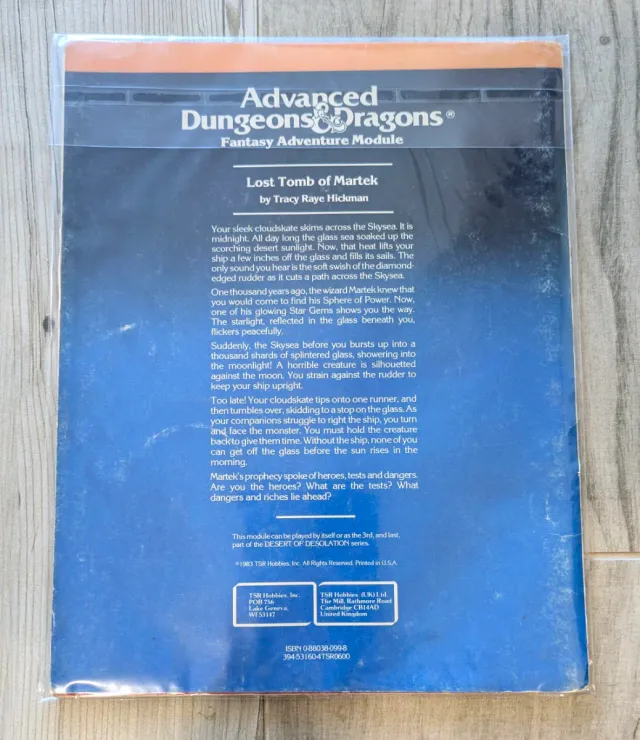 Advanced
Dungeons & Dragons®
Fantasy Adventure Module
Lost Tomb of Martek
by Tracy Raye Hickman
Your sleek cloudskate skims across the Skysea. It is
midnight. All day long the glass sea soaked up the
scorching desert sunlight. Now, that heat lifts your
ship a few inches off the glass and fills its sails. The
only sound you hear is the soft swish of the diamond-
edged rudder as it cuts a path across the Skysea.
One thousand years ago, the wizard Martek knew that
you would come to find his Sphere of Power. Now,
one of his glowing Star Gems shows you the way.
The starlight, reflected in the glass beneath you,
flickers peacefully.
Suddenly, the Skysea before you bursts up into a
thousand shards of splintered glass, showering into
the moonlight! A horrible creature is silhouetted
against the moon. You strain against the rudder to
keep your ship upright.
Too late! Your cloudskate tips onto one runner, and
then tumbles over, skidding to a stop on the glass. As
your companions struggle to right the ship, you turn
and face the monster. You must hold the creature
back to give them time. Without the ship, none of you
can get off the glass before the sun rises in the
morning.
Martek's prophecy spoke of heroes, tests and dangers.
Are you the heroes? What are the tests? What
dangers and riches lie ahead?
This module can be played by itself or as the 3rd, and last,
part of the DESERT OF DESOLATION series.
©1983 TSR Hobbies, Inc. All Rights Reserved. Printed in U.S.A.
TSR Hobbies, Inc.
POB 756
Lake Geneva,
WI 53147
TSR Hobbies (UK) Ltd.
The Mill, Rathmore Road
Cambridge CB14AD
United Kingdom
ISBN 0-88038-099-8
394-53160-4TSR0600